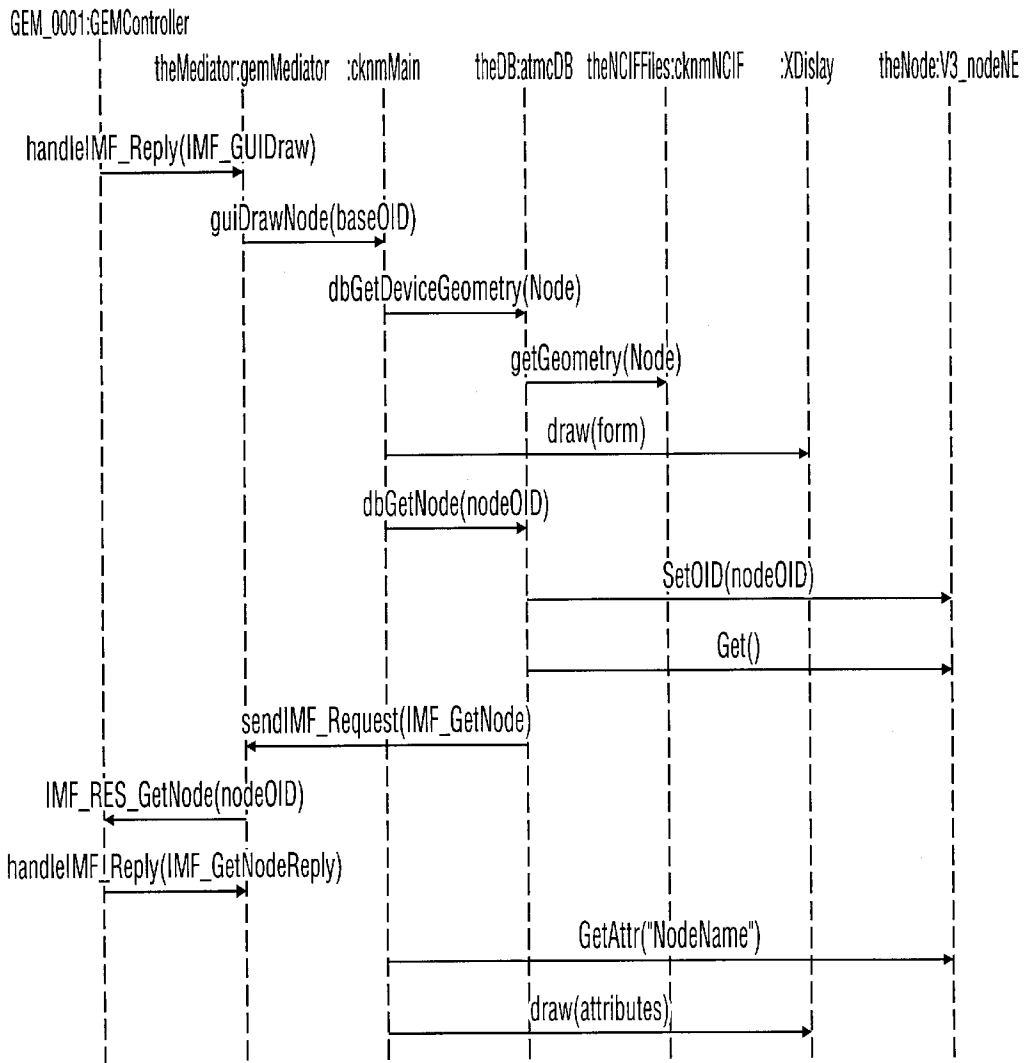 GEM_0001:GEMController
theMediator:gemMediator :cknmMain theDB:atmcDB theNCIFFiles:cknmNCIF :XDislay theNode:V3_nodeNE
handleIMF_Reply(IMF_GUIDraw)
guiDrawNode(baseOID)
dbGetDeviceGeometry(Node)
getGeometry(Node)
draw(form)
dbGetNode(nodeOID)
SetOID(nodeOID)
Get()
sendIMF_Request(IMF_GetNode)
IMF_RES_GetNode(nodeOID)
handleIMF_Reply(IMF_GetNodeReply)
GetAttr("NodeName")
draw(attributes)